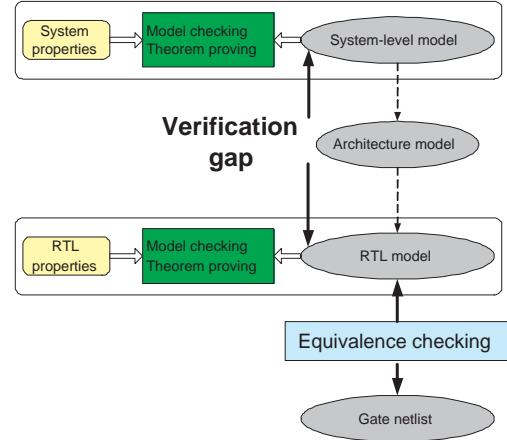 System
properties
Model checking
Theorem proving
System-level model
Verification
gap
Architecture model
RTL
properties
Model checking
Theorem proving
RTL model
Equivalence checking
Gate netlist